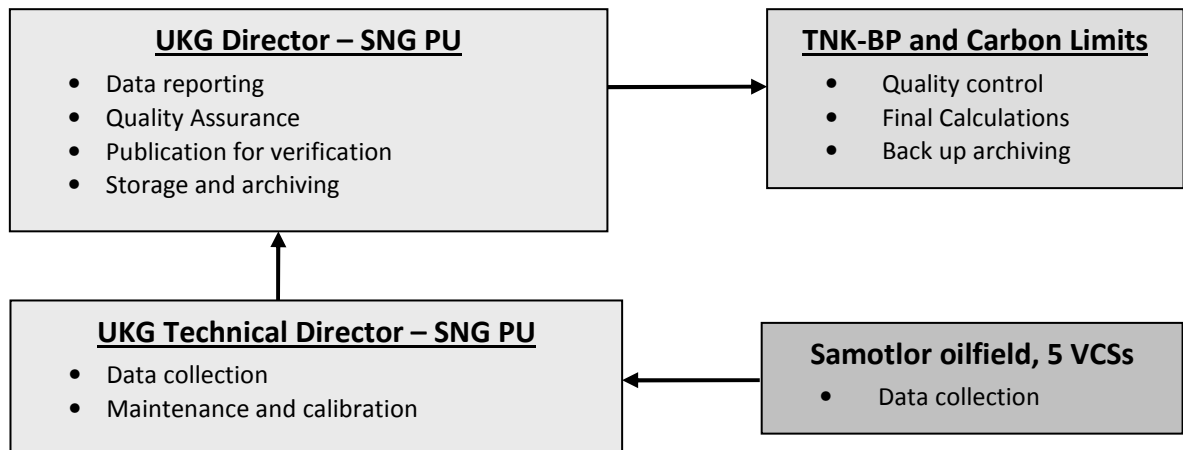 UKG Director – SNG PU
• Data reporting
• Quality Assurance
• Publication for verification
• Storage and archiving
TNK-BP and Carbon Limits
• Quality control
• Final Calculations
• Back up archiving
UKG Technical Director – SNG PU
• Data collection
• Maintenance and calibration
Samotlor oilfield, 5 VCSs
• Data collection